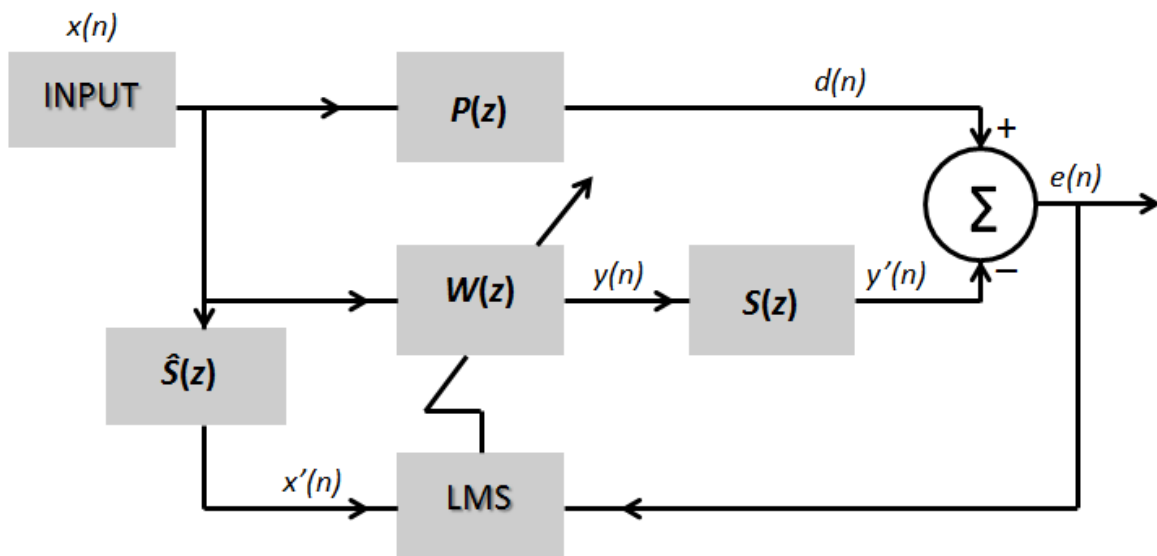 x(n)
INPUT
P(z)
d(n)
+
Σ
e(n)
W(z)
y(n)
S(z)
y’(n)
−
Ŝ(z)
x’(n)
LMS